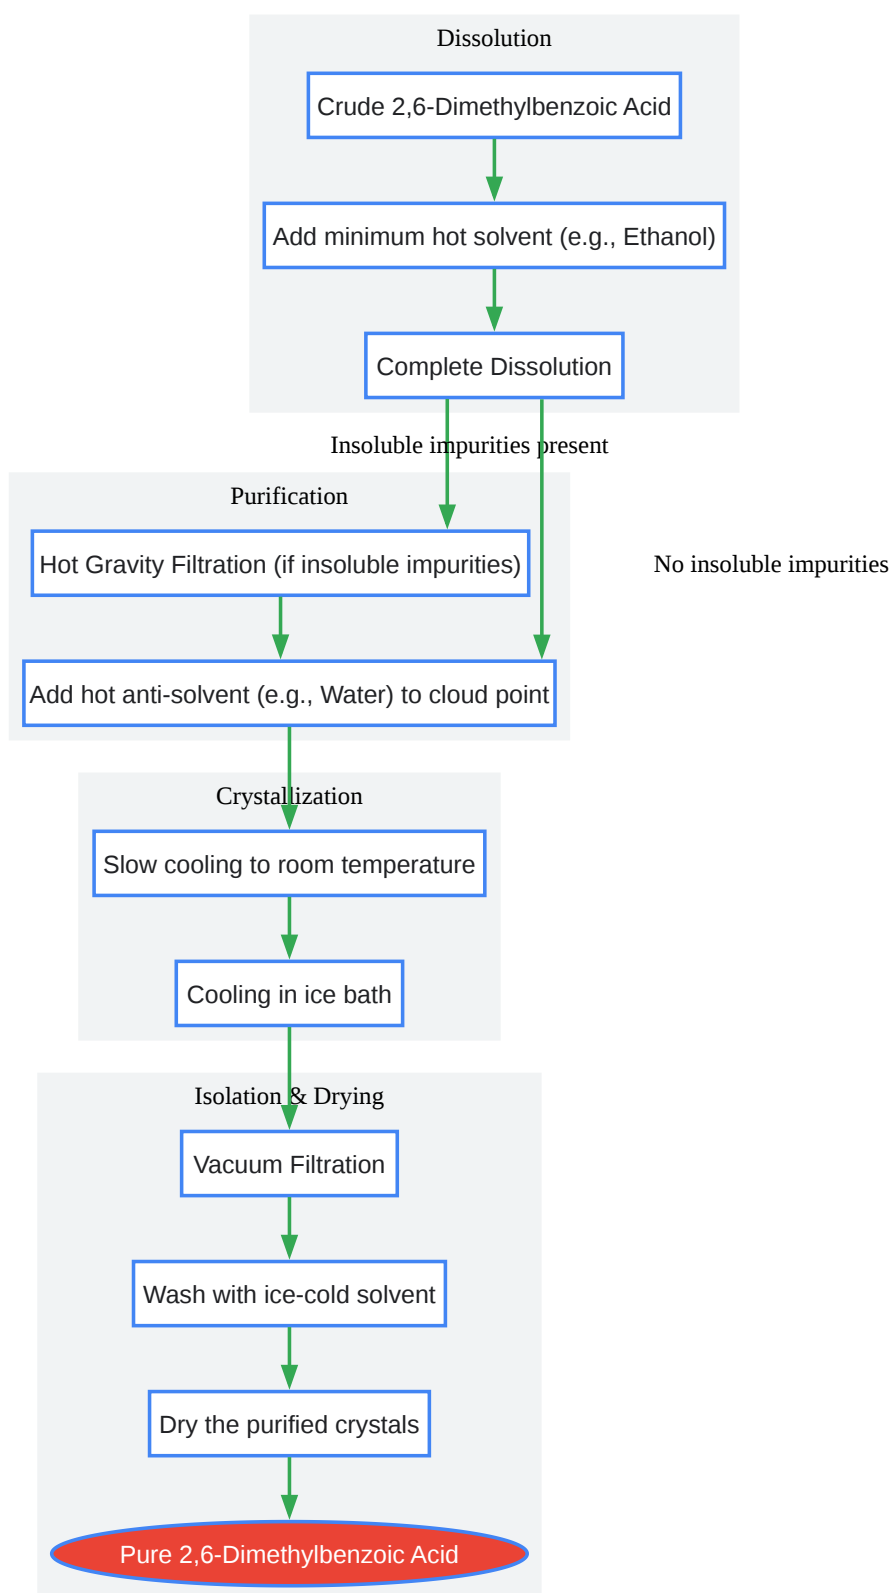 Dissolution
Crude 2,6-Dimethylbenzoic Acid
Add minimum hot solvent (e.g., Ethanol)
Complete Dissolution
Insoluble impurities present
Purification
Hot Gravity Filtration (if insoluble impurities)
No insoluble impurities
Add hot anti-solvent (e.g., Water) to cloud point
Crystallization
Slow cooling to room temperature
Cooling in ice bath
Isolation & Drying
Vacuum Filtration
Wash with ice-cold solvent
Dry the purified crystals
Pure 2,6-Dimethylbenzoic Acid